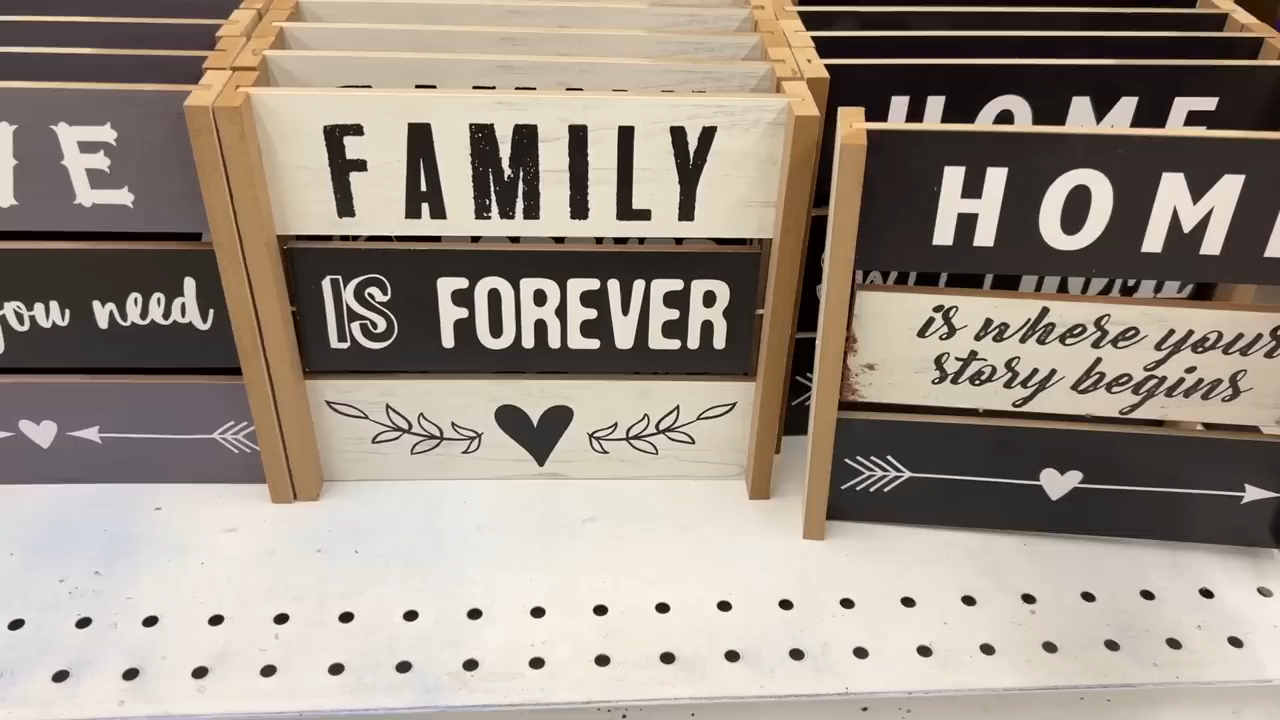 E
you need
FAMILY
IS FOREVER
HOME
HOM
is where your
story begins